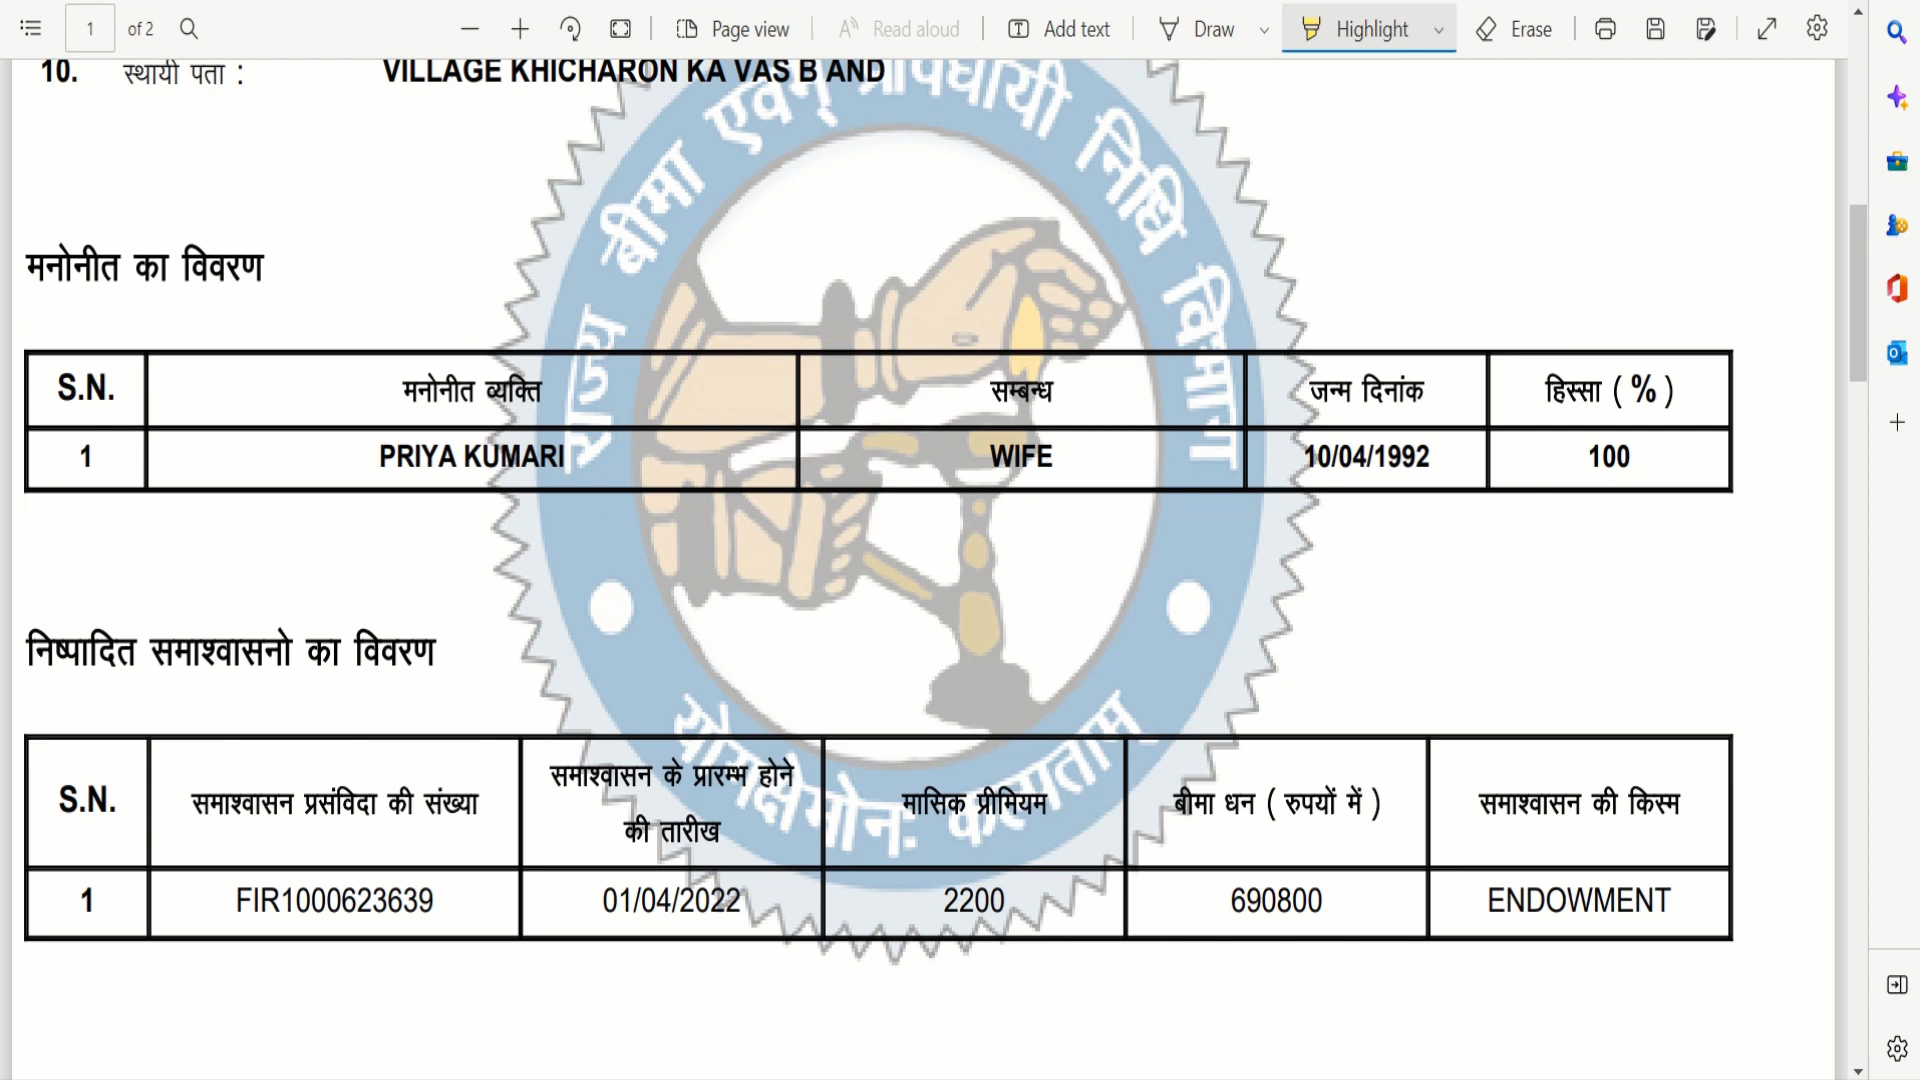 1 of 2 Page view Read aloud Add text Draw Highlight Erase
10. स्थायी पता : VILLAGE KHICHARON KA VAS B AND
राज्य बीमा एवम् प्रावधायी निधि विभाग
मनोनीत का विवरण
S.N. मनोनीत व्यक्ति सम्बन्ध जन्म दिनांक हिस्सा ( % )
1 PRIYA KUMARI WIFE 10/04/1992 100
निष्पादित समाश्वासनो का विवरण
S.N. समाश्वासन प्रसंविदा की संख्या समाश्वासन के प्रारम्भ होने की तारीख मासिक प्रीमियम बीमा धन ( रुपयों में ) समाश्वासन की किस्म
1 FIR1000623639 01/04/2022 2200 690800 ENDOWMENT